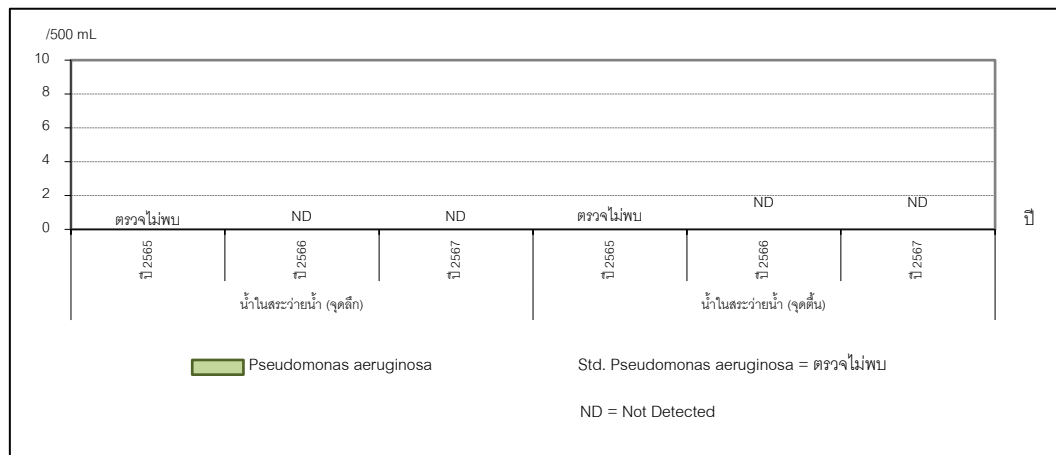 /500 mL
10
8
6
4
2
0
ตรวจไม่พบ ND ND ตรวจไม่พบ ND ND
ปี
ปี 2565 ปี 2566 ปี 2567 ปี 2565 ปี 2566 ปี 2567
น้ำในสระว่ายน้ำ (จุดลึก) น้ำในสระว่ายน้ำ (จุดตื้น)
Pseudomonas aeruginosa Std. Pseudomonas aeruginosa = ตรวจไม่พบ
ND = Not Detected